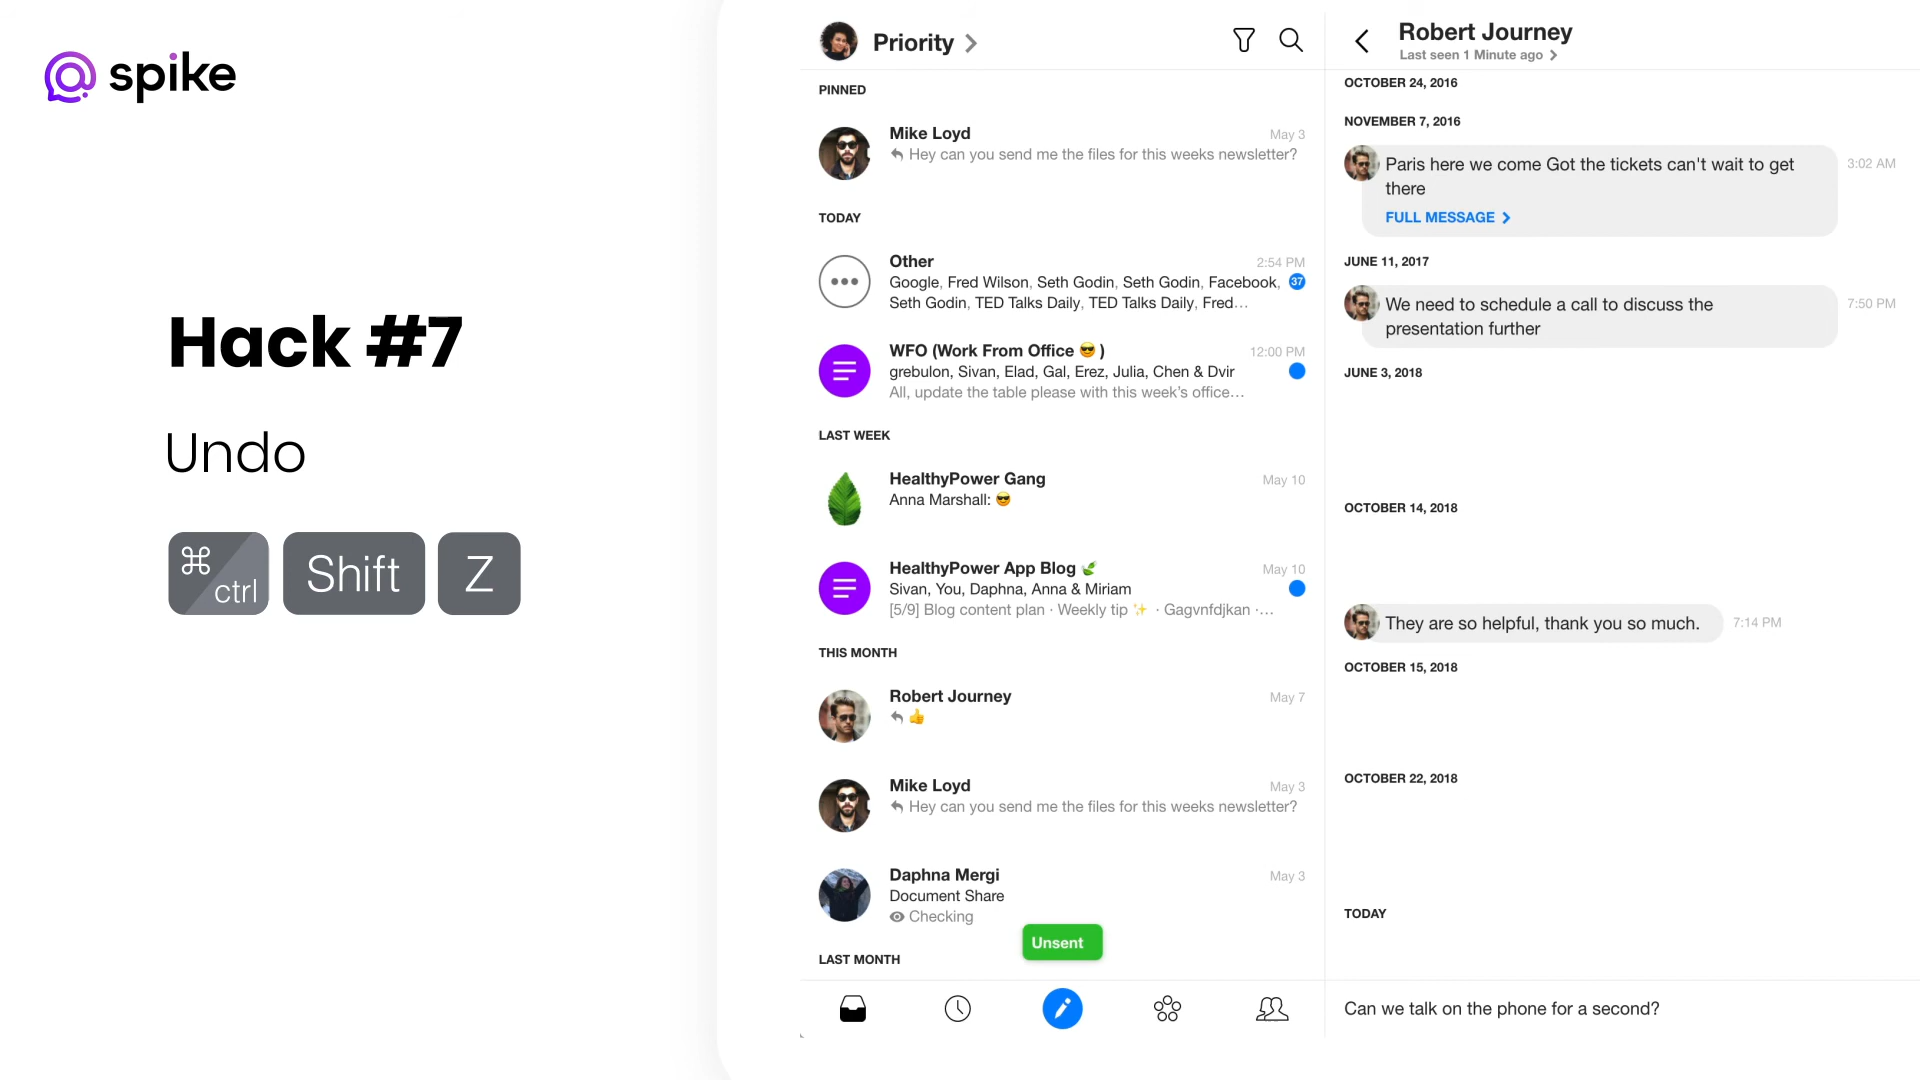 spike
Hack #7
Undo
⌘ ctrl Shift Z
Priority
PINNED
Mike Loyd May 3
Hey can you send me the files for this weeks newsletter?
TODAY
Other 2:54 PM
Google, Fred Wilson, Seth Godin, Seth Godin, Facebook, 37
Seth Godin, TED Talks Daily, TED Talks Daily, Fred…
WFO (Work From Office 😎 ) 12:00 PM
grebulon, Sivan, Elad, Gal, Erez, Julia, Chen & Dvir
All, update the table please with this week’s office…
LAST WEEK
HealthyPower Gang May 10
Anna Marshall: 😎
HealthyPower App Blog 🌿 May 10
Sivan, You, Daphna, Anna & Miriam
[5/9] Blog content plan · Weekly tip ✨ · Gagvnfdjkan ·…
THIS MONTH
Robert Journey May 7
👍
Mike Loyd May 3
Hey can you send me the files for this weeks newsletter?
Daphna Mergi May 3
Document Share
Checking
Unsent
LAST MONTH
Robert Journey
Last seen 1 Minute ago
OCTOBER 24, 2016
NOVEMBER 7, 2016
Paris here we come Got the tickets can't wait to get 3:02 AM
there
FULL MESSAGE
JUNE 11, 2017
We need to schedule a call to discuss the 7:50 PM
presentation further
JUNE 3, 2018
OCTOBER 14, 2018
They are so helpful, thank you so much. 7:14 PM
OCTOBER 15, 2018
OCTOBER 22, 2018
TODAY
Can we talk on the phone for a second?